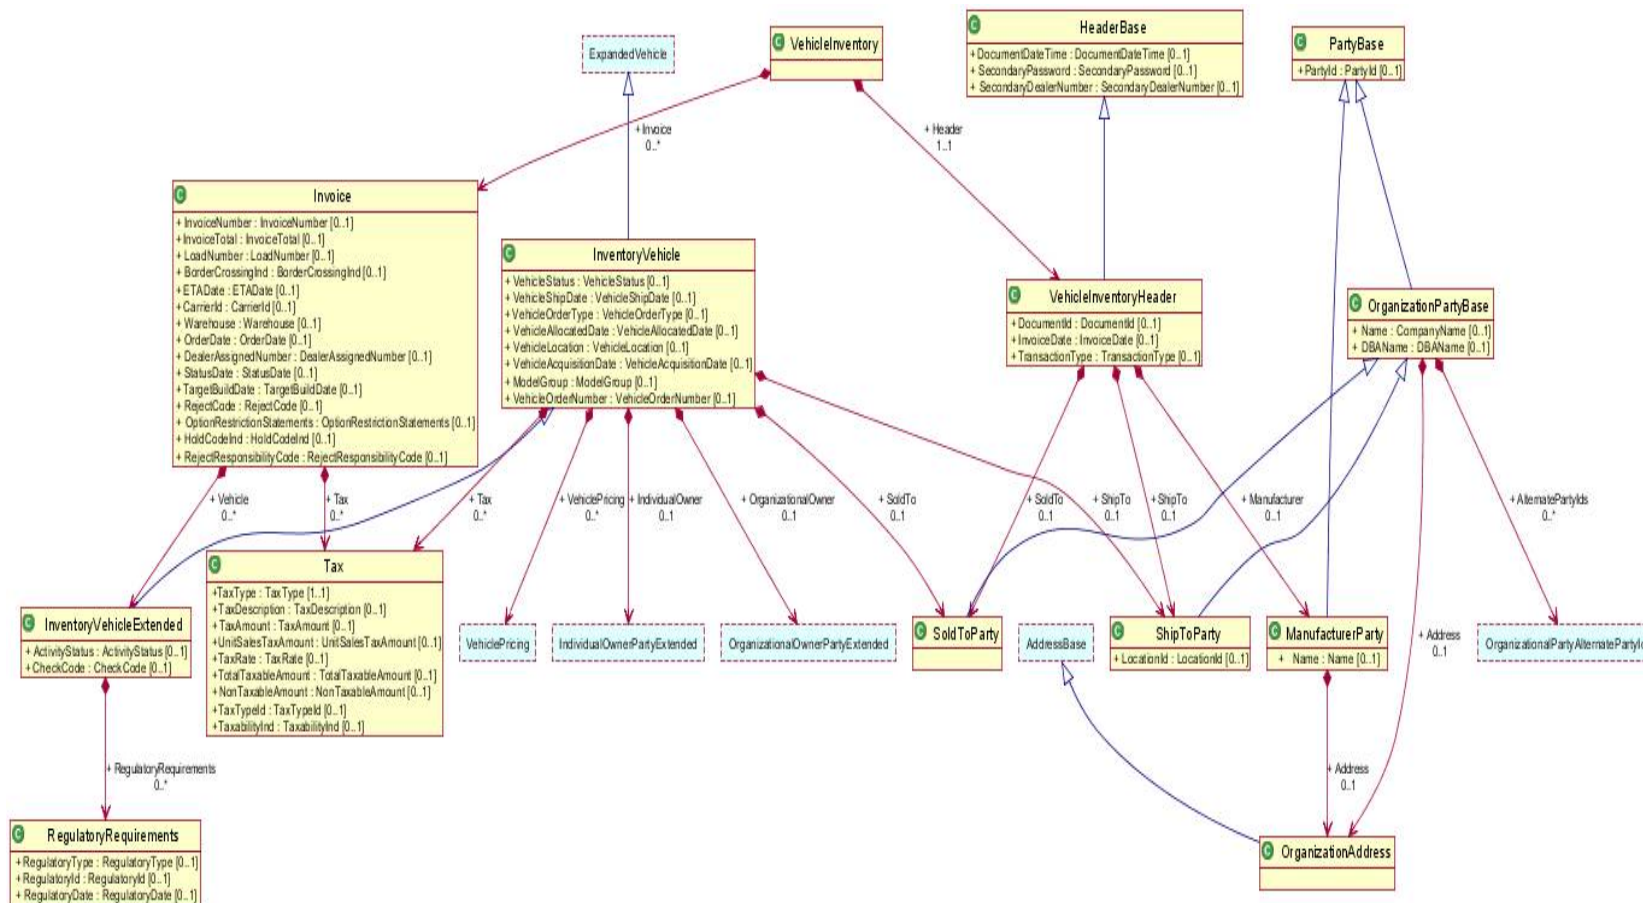 ExpandedVehicle
VehicleInventory
HeaderBase
+ DocumentDateTime : DocumentDateTime [0..1]
+ SecondaryPassword : SecondaryPassword [0..1]
+ SecondaryDealerNumber : SecondaryDealerNumber [0..1]
PartyBase
+ PartyId : PartyId [0..1]
+ Invoice
0..*
+ Header
1..1
Invoice
+ InvoiceNumber : InvoiceNumber [0..1]
+ InvoiceTotal : InvoiceTotal [0..1]
+ LoadNumber : LoadNumber [0..1]
+ BorderCrossingInd : BorderCrossingInd [0..1]
+ ETADate : ETADate [0..1]
+ CarrierId : CarrierId [0..1]
+ Warehouse : Warehouse [0..1]
+ OrderDate : OrderDate [0..1]
+ DealerAssignedNumber : DealerAssignedNumber [0..1]
+ StatusDate : StatusDate [0..1]
+ TargetBuildDate : TargetBuildDate [0..1]
+ RejectCode : RejectCode [0..1]
+ OptionRestrictionStatements : OptionRestrictionStatements [0..1]
+ HoldCodeInd : HoldCodeInd [0..1]
+ RejectResponsibilityCode : RejectResponsibilityCode [0..1]
InventoryVehicle
+ VehicleStatus : VehicleStatus [0..1]
+ VehicleShipDate : VehicleShipDate [0..1]
+ VehicleOrderType : VehicleOrderType [0..1]
+ VehicleAllocatedDate : VehicleAllocatedDate [0..1]
+ VehicleLocation : VehicleLocation [0..1]
+ VehicleAcquisitionDate : VehicleAcquisitionDate [0..1]
+ ModelGroup : ModelGroup [0..1]
+ VehicleOrderNumber : VehicleOrderNumber [0..1]
VehicleInventoryHeader
+ DocumentId : DocumentId [0..1]
+ InvoiceDate : InvoiceDate [0..1]
+ TransactionType : TransactionType [0..1]
OrganizationPartyBase
+ Name : CompanyName [0..1]
+ DBAName : DBAName [0..1]
+ Vehicle
0..*
+ Tax
0..*
+ Tax
0..*
+ VehiclePricing
0..*
+ IndividualOwner
0..1
+ OrganizationalOwner
0..1
+ SoldTo
0..1
+ SoldTo
0..1
+ ShipTo
0..1
+ ShipTo
0..1
+ Manufacturer
0..1
+ AlternatePartyIds
0..*
InventoryVehicleExtended
+ ActivityStatus : ActivityStatus [0..1]
+ CheckCode : CheckCode [0..1]
Tax
+TaxType : TaxType [1..1]
+TaxDescription : TaxDescription [0..1]
+TaxAmount : TaxAmount [0..1]
+UnitSalesTaxAmount : UnitSalesTaxAmount [0..1]
+TaxRate : TaxRate [0..1]
+TotalTaxableAmount : TotalTaxableAmount [0..1]
+NonTaxableAmount : NonTaxableAmount [0..1]
+TaxTypeId : TaxTypeId [0..1]
+TaxabilityInd : TaxabilityInd [0..1]
VehiclePricing
IndividualOwnerPartyExtended
OrganizationalOwnerPartyExtended
SoldToParty
AddressBase
ShipToParty
+ LocationId : LocationId [0..1]
ManufacturerParty
+ Name : Name [0..1]
+ Address
0..1
OrganizationalPartyAlternatePartyId
+ RegulatoryRequirements
0..*
+ Address
0..1
RegulatoryRequirements
+ RegulatoryType : RegulatoryType [0..1]
+ RegulatoryId : RegulatoryId [0..1]
+ RegulatoryDate : RegulatoryDate [0..1]
OrganizationAddress